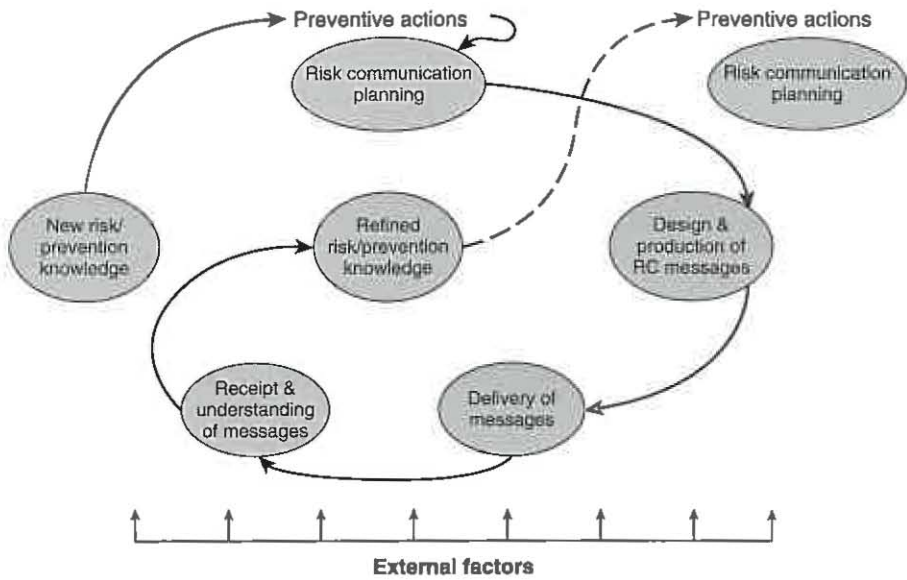 Preventive actions
Preventive actions
Risk communication
planning
Risk communication
planning
New risk/
prevention
knowledge
Refined
risk/prevention
knowledge
Design &
production of
RC messages
Receipt &
understanding
of messages
Delivery of
messages
External factors